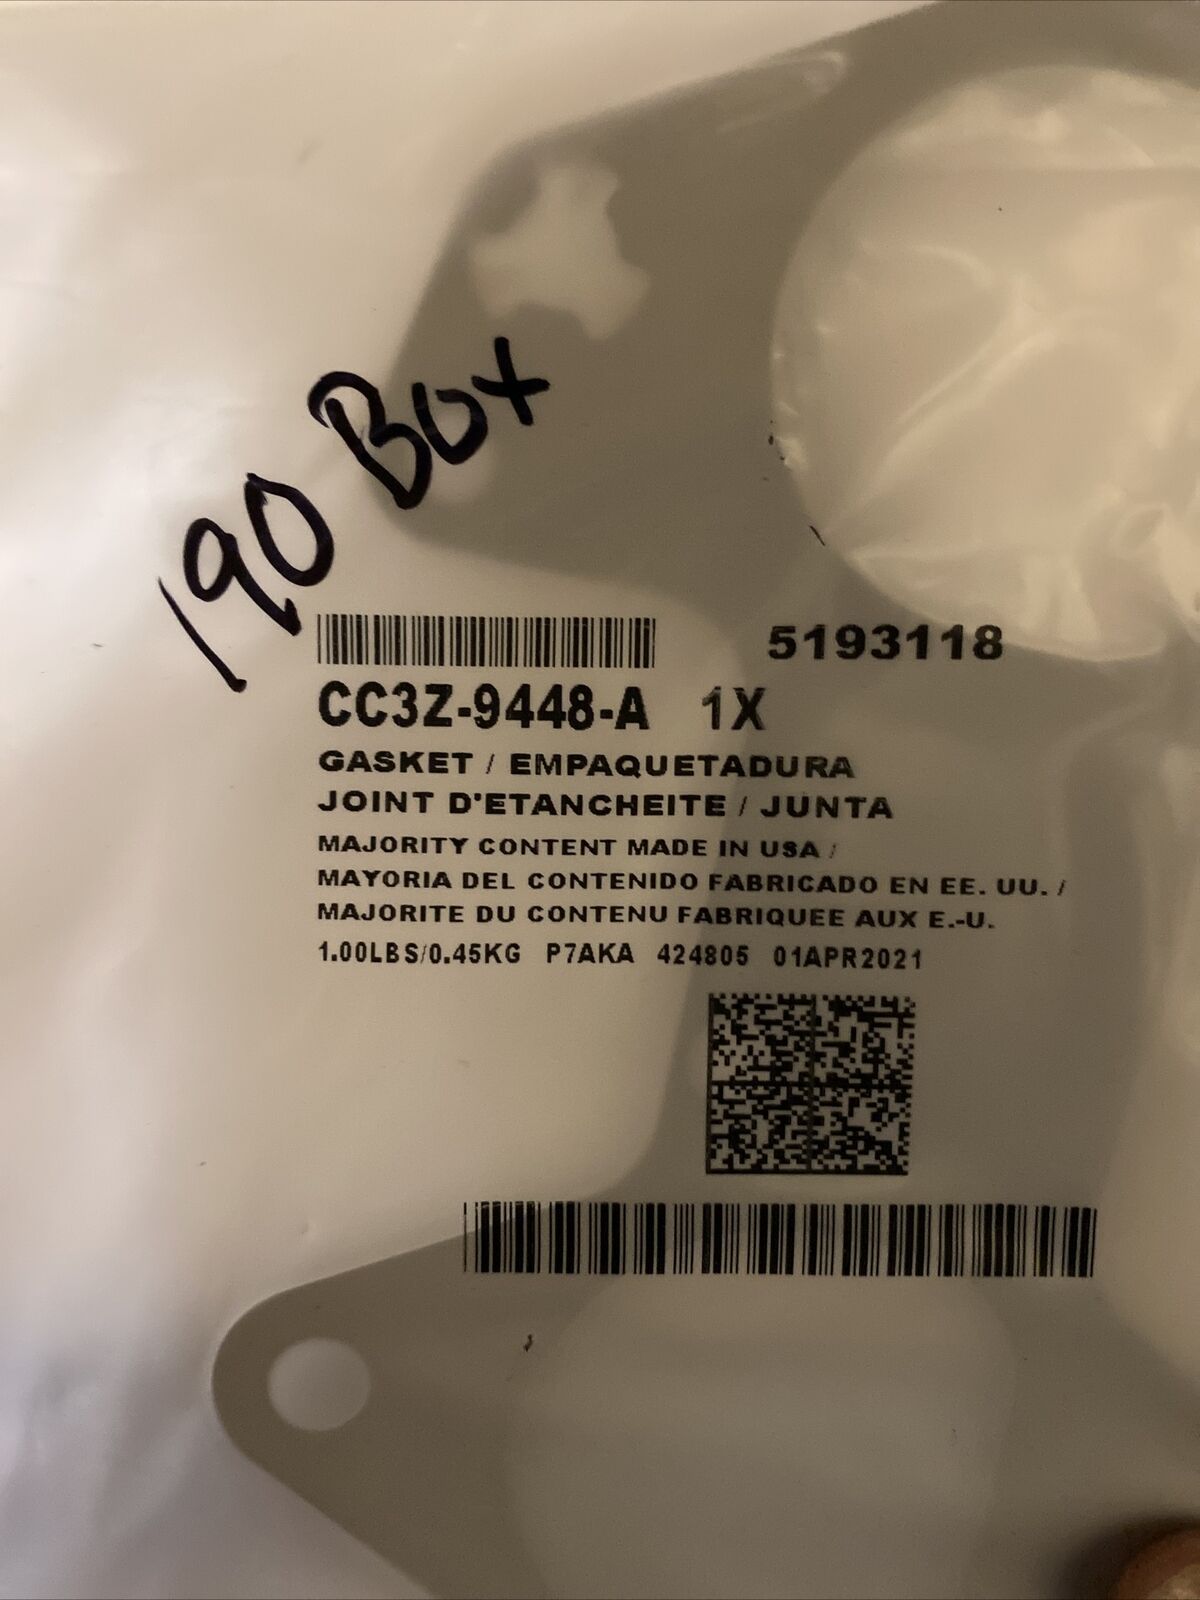 190 Box
5193118
CC3Z-9448-A 1X
GASKET / EMPAQUETADURA
JOINT D'ETANCHEITE / JUNTA
MAJORITY CONTENT MADE IN USA /
MAYORIA DEL CONTENIDO FABRICADO EN EE. UU. /
MAJORITE DU CONTENU FABRIQUEE AUX E.-U.
1.00LBS/0.45KG P7AKA 424805 01APR2021